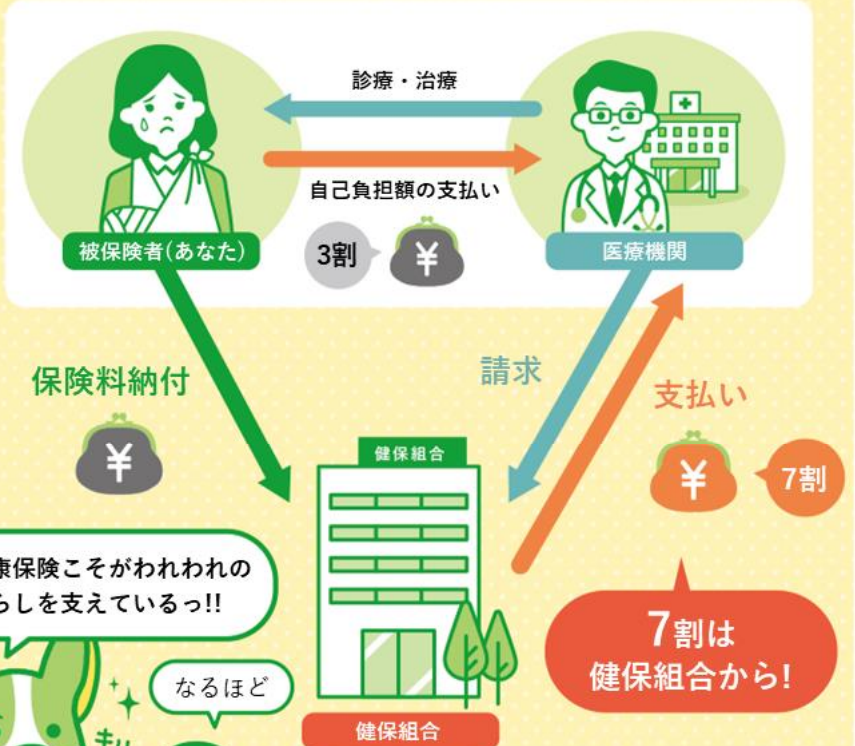 診療・治療
自己負担額の支払い
被保険者(あなた)
3割
¥
医療機関
保険料納付
¥
請求
支払い
¥
7割
健保組合
康保険こそがわれわれの
らしを支えているっ!!
なるほど
7割は
健保組合から!
健保組合